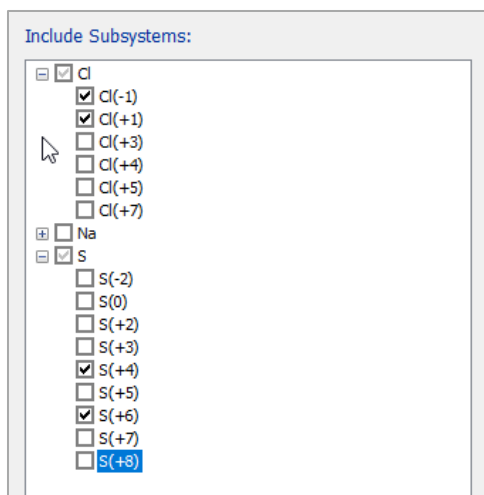 Include Subsystems:
Cl
Cl(-1)
Cl(+1)
Cl(+3)
Cl(+4)
Cl(+5)
Cl(+7)
Na
S
S(-2)
S(0)
S(+2)
S(+3)
S(+4)
S(+5)
S(+6)
S(+7)
S(+8)